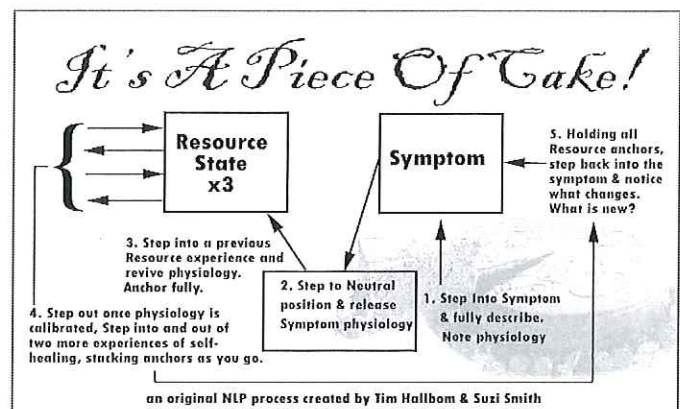 It's A Piece Of Cake!
Resource
State
x3
Symptom
5. Holding all
Resource anchors,
step back into the
symptom & notice
what changes.
What is new?
3. Step into a previous
Resource experience and
revive physiology.
Anchor fully.
2. Step to Neutral
position & release
Symptom physiology
1. Step Into Symptom
& fully describe.
Note physiology
4. Step out once physiology is
calibrated, Step into and out of
two more experiences of self-
healing, stacking anchors as you go.
an original NLP process created by Tim Hallbom & Suzi Smith